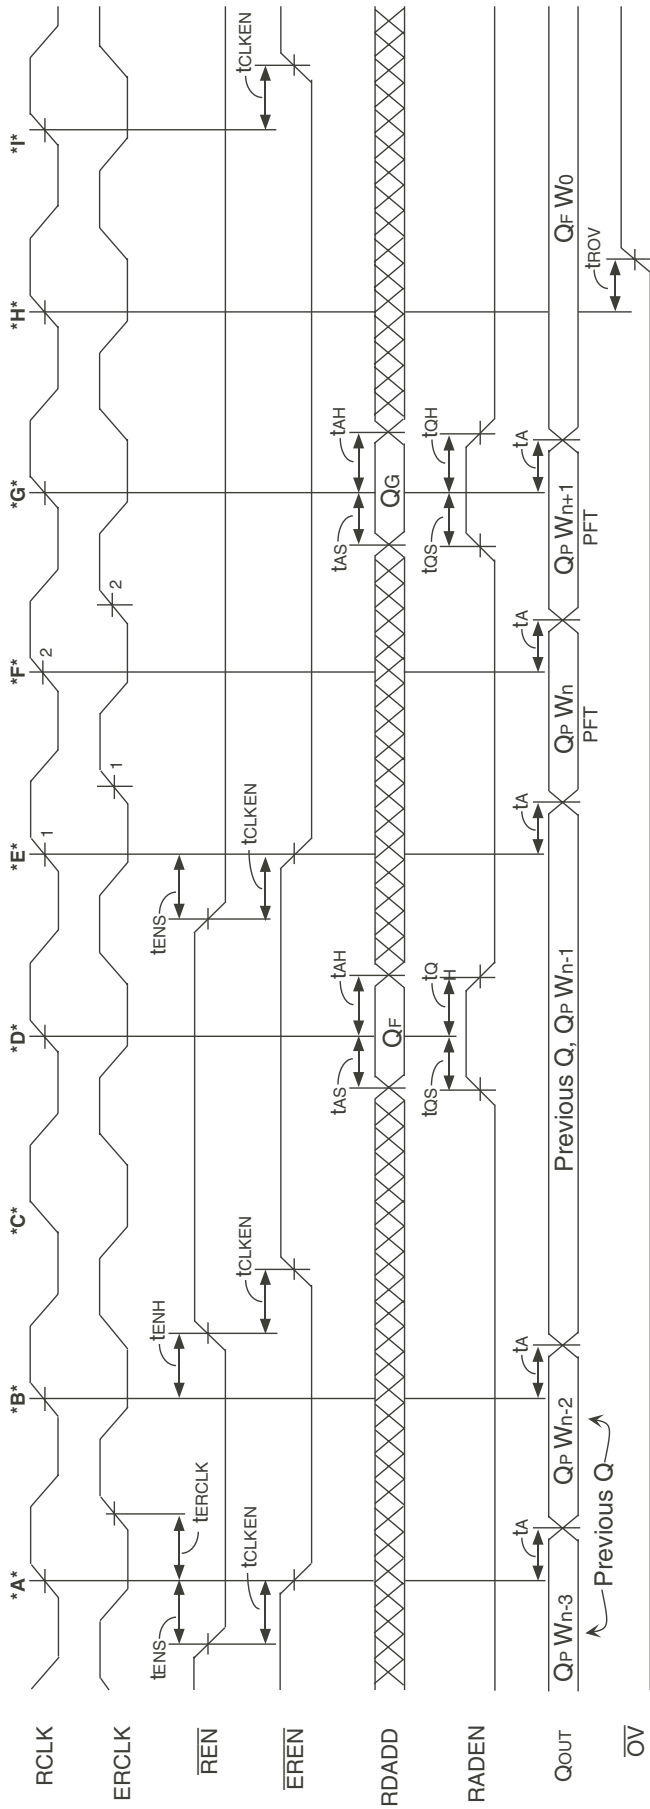 *A* *B* *C* *D* *E* *F* *G* *H* *I*
RCLK 1 2
ERCLK 1 2
tERCLK
REN
tENS tENH tENS
EREN
tCLKEN tCLKEN tCLKEN tCLKEN
RDADD
tAS tAH tAS tAH
QF QG
RADEN
tQS tQH tQS tQH
QOUT
tA tA tA tA tA
QP Wn-3 QP Wn-2 Previous Q, QP Wn-1 QP Wn QP Wn+1 QF W0
PFT PFT
Previous Q
OV
tROV